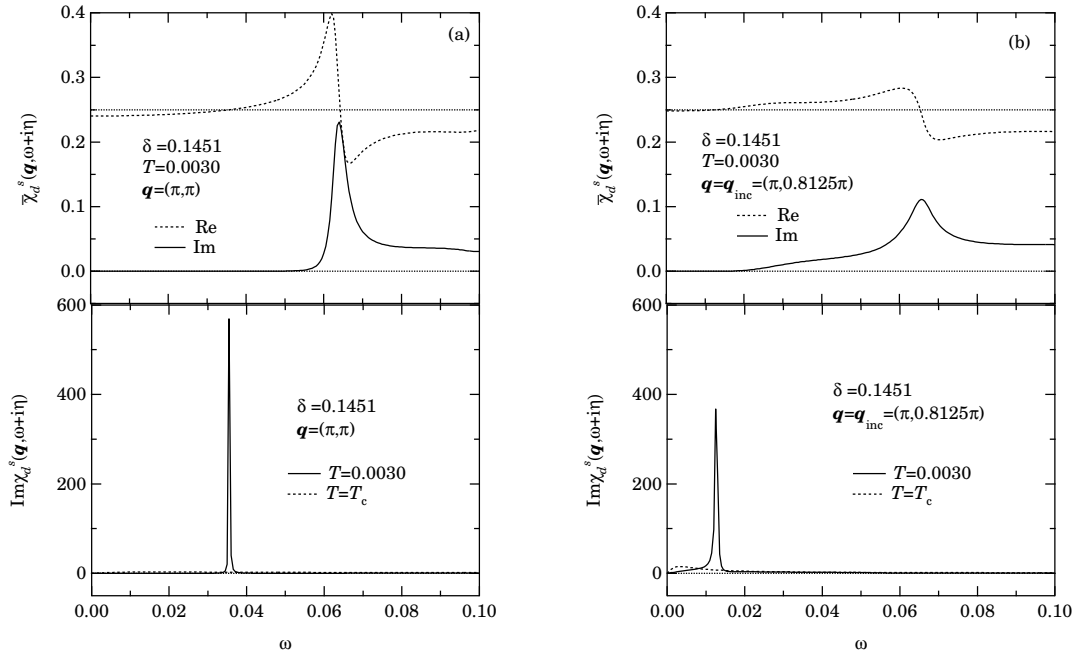 0.4
0.3
0.2
0.1
0.0
χ̄_d^s(q,ω+iη)
(a)
δ =0.1451
T=0.0030
q=(π,π)
Re
Im
600
400
200
0
Imχ_d^s(q,ω+iη)
δ =0.1451
q=(π,π)
T=0.0030
T=T_c
0.00 0.02 0.04 0.06 0.08 0.10
ω
0.4
0.3
0.2
0.1
0.0
χ̄_d^s(q,ω+iη)
(b)
δ =0.1451
T=0.0030
q=q_inc=(π,0.8125π)
Re
Im
600
400
200
0
Imχ_d^s(q,ω+iη)
δ =0.1451
q=q_inc=(π,0.8125π)
T=0.0030
T=T_c
0.00 0.02 0.04 0.06 0.08 0.10
ω